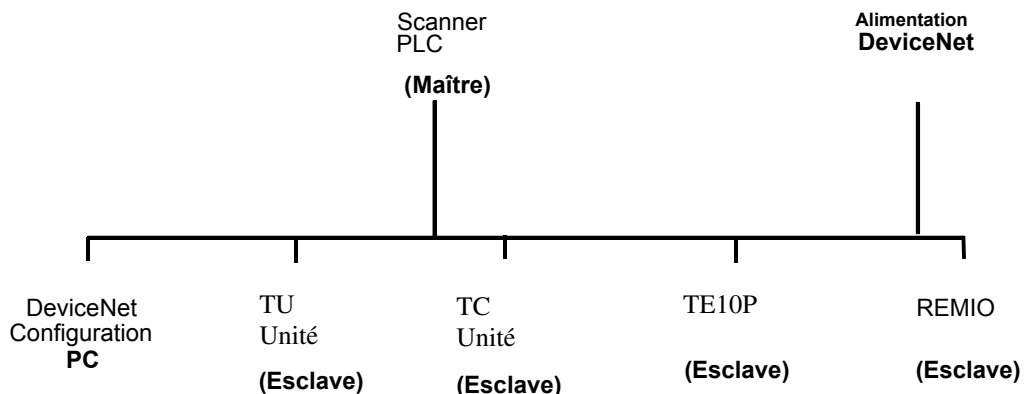 Scanner
PLC
(Maître)
Alimentation
DeviceNet
DeviceNet
Configuration
PC
TU
Unité
(Esclave)
TC
Unité
(Esclave)
TE10P
(Esclave)
REMIO
(Esclave)